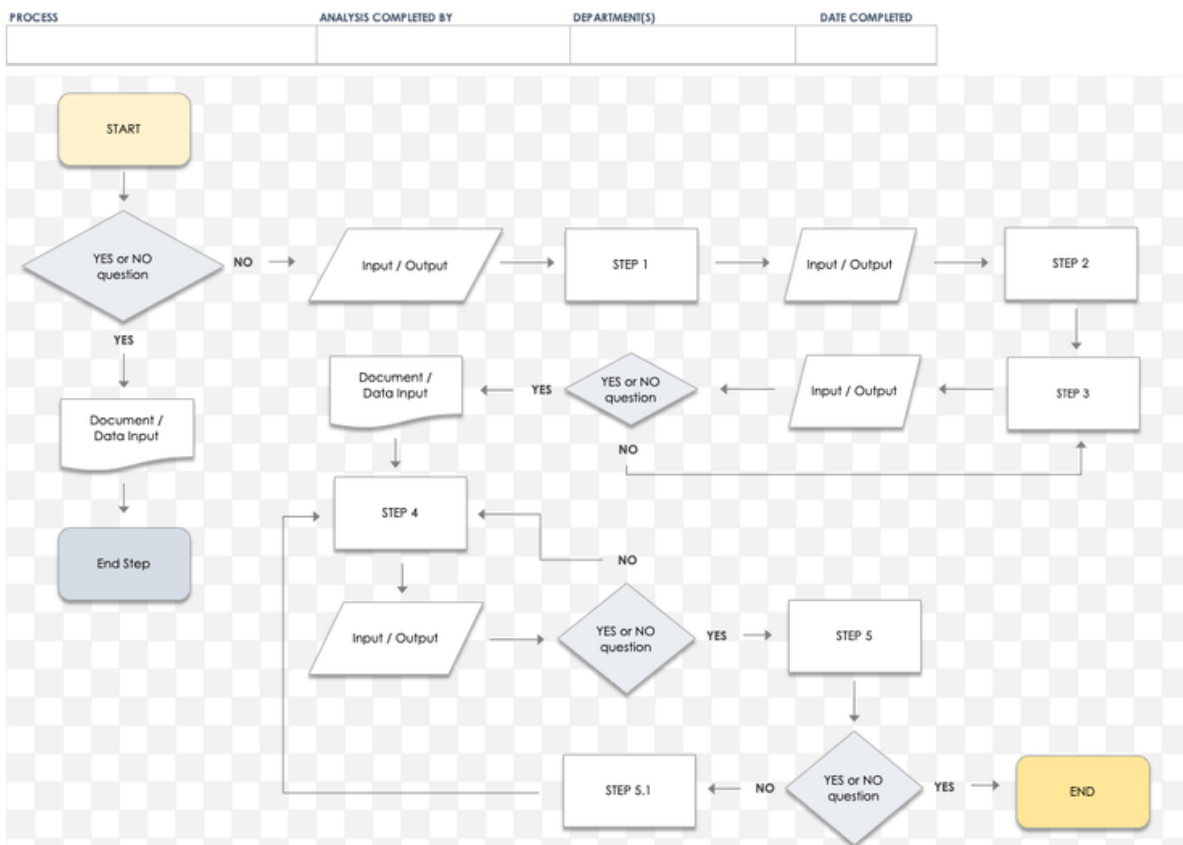 PROCESS
ANALYSIS COMPLETED BY
DEPARTMENT(S)
DATE COMPLETED
START
YES or NO
question
NO
Input / Output
STEP 1
Input / Output
STEP 2
YES
Document /
Data Input
End Step
STEP 3
Input / Output
YES or NO
question
YES
Document /
Data Input
NO
STEP 4
NO
Input / Output
YES or NO
question
YES
STEP 5
YES or NO
question
NO
STEP 5.1
YES
END